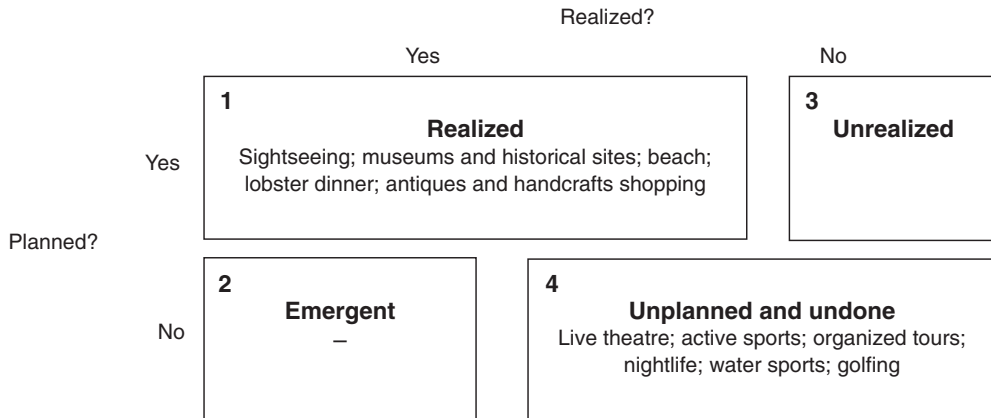 Realized?
Yes
No
1
Realized
Sightseeing; museums and historical sites; beach;
lobster dinner; antiques and handcrafts shopping
3
Unrealized
Yes
Planned?
2
Emergent
–
4
Unplanned and undone
Live theatre; active sports; organized tours;
nightlife; water sports; golfing
No